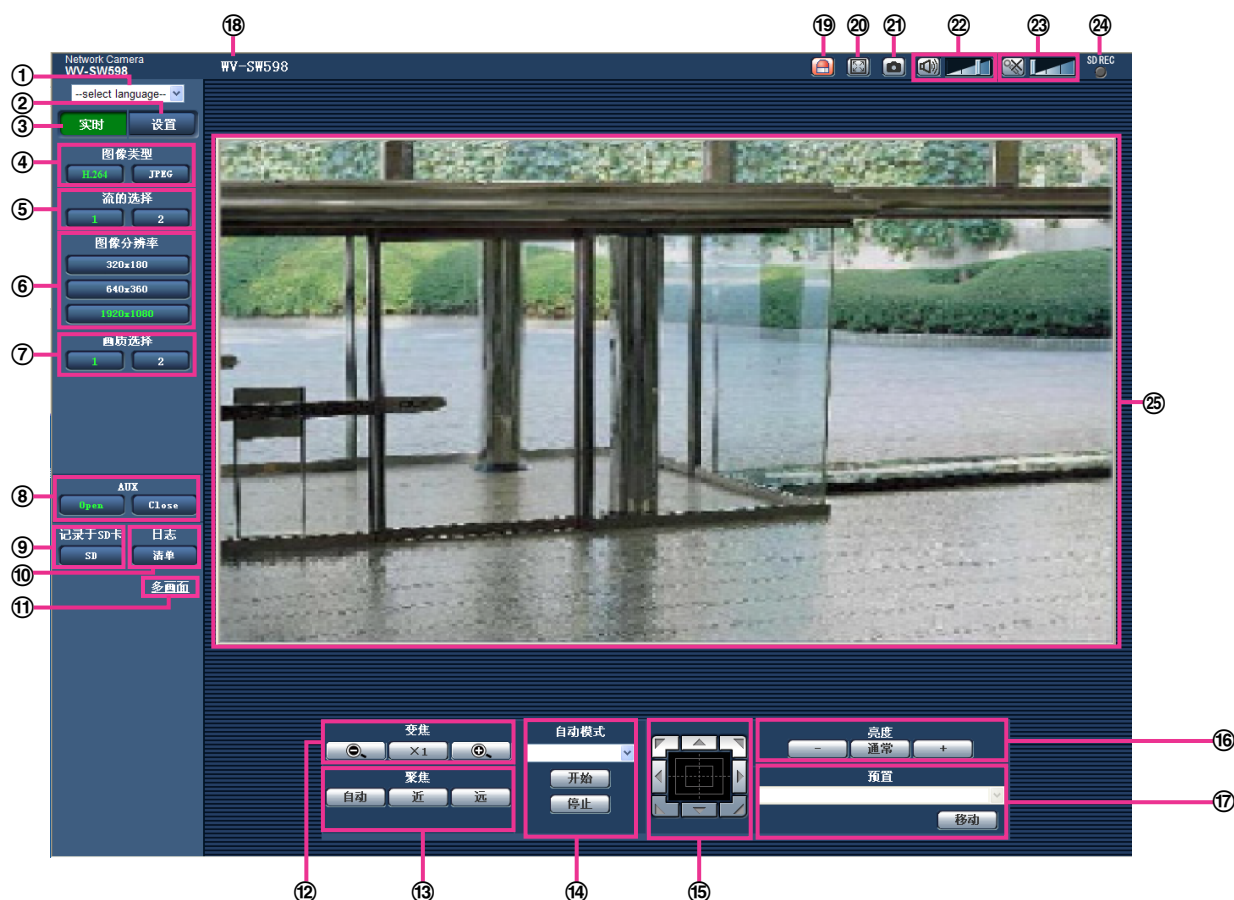 ⑱ ⑲ ⑳ ㉑ ㉒ ㉓ ㉔
Network Camera
WV-SW598
WV-SW598
SD REC
①
--select language--
②
③
实时 设置
④
图像类型
H.264 JPEG
⑤
流的选择
1 2
⑥
图像分辨率
320x180
640x360
1920x1080
⑦
画质选择
1 2
㉕
⑧
AUX
Open Close
⑨
记录于SD卡 日志
SD 清单
⑩
⑪
多画面
变焦
×1
聚焦
自动 近 远
自动模式
开始
停止
亮度
- 通常 +
⑯
预置
⑰
移动
⑫ ⑬ ⑭ ⑮